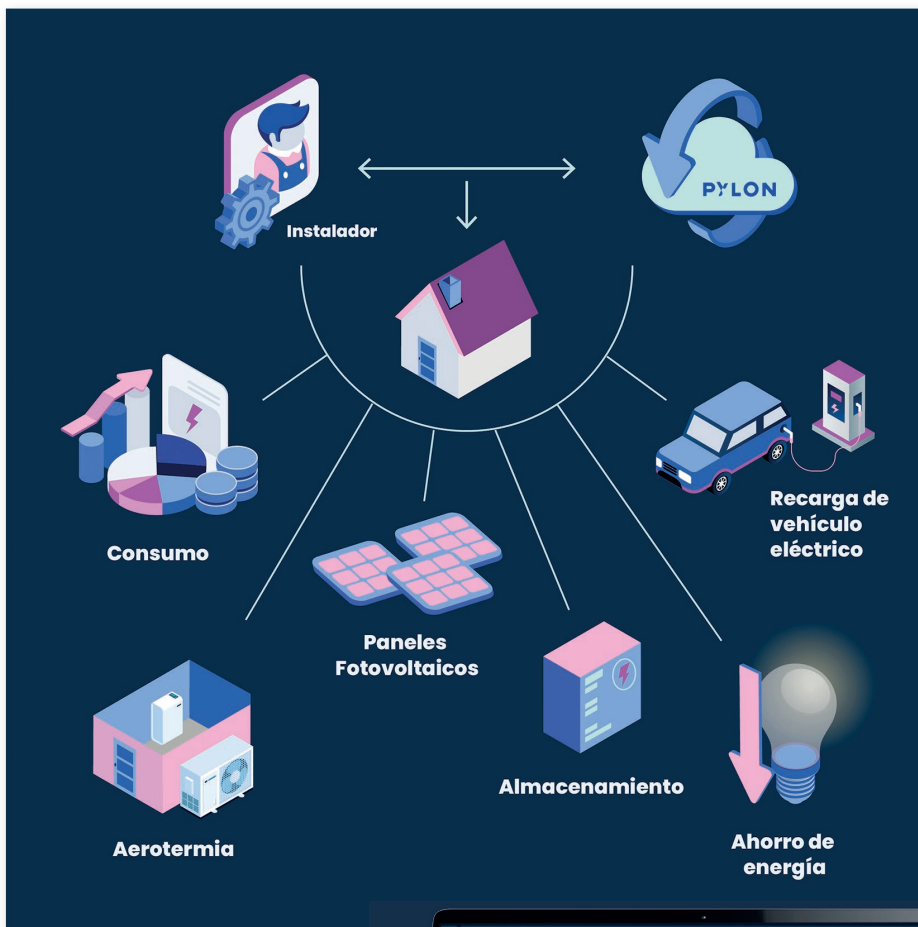 PYLON
Instalador
Consumo
Recarga de
vehículo
eléctrico
Paneles
Fotovoltaicos
Almacenamiento
Aerotermia
Ahorro de
energía